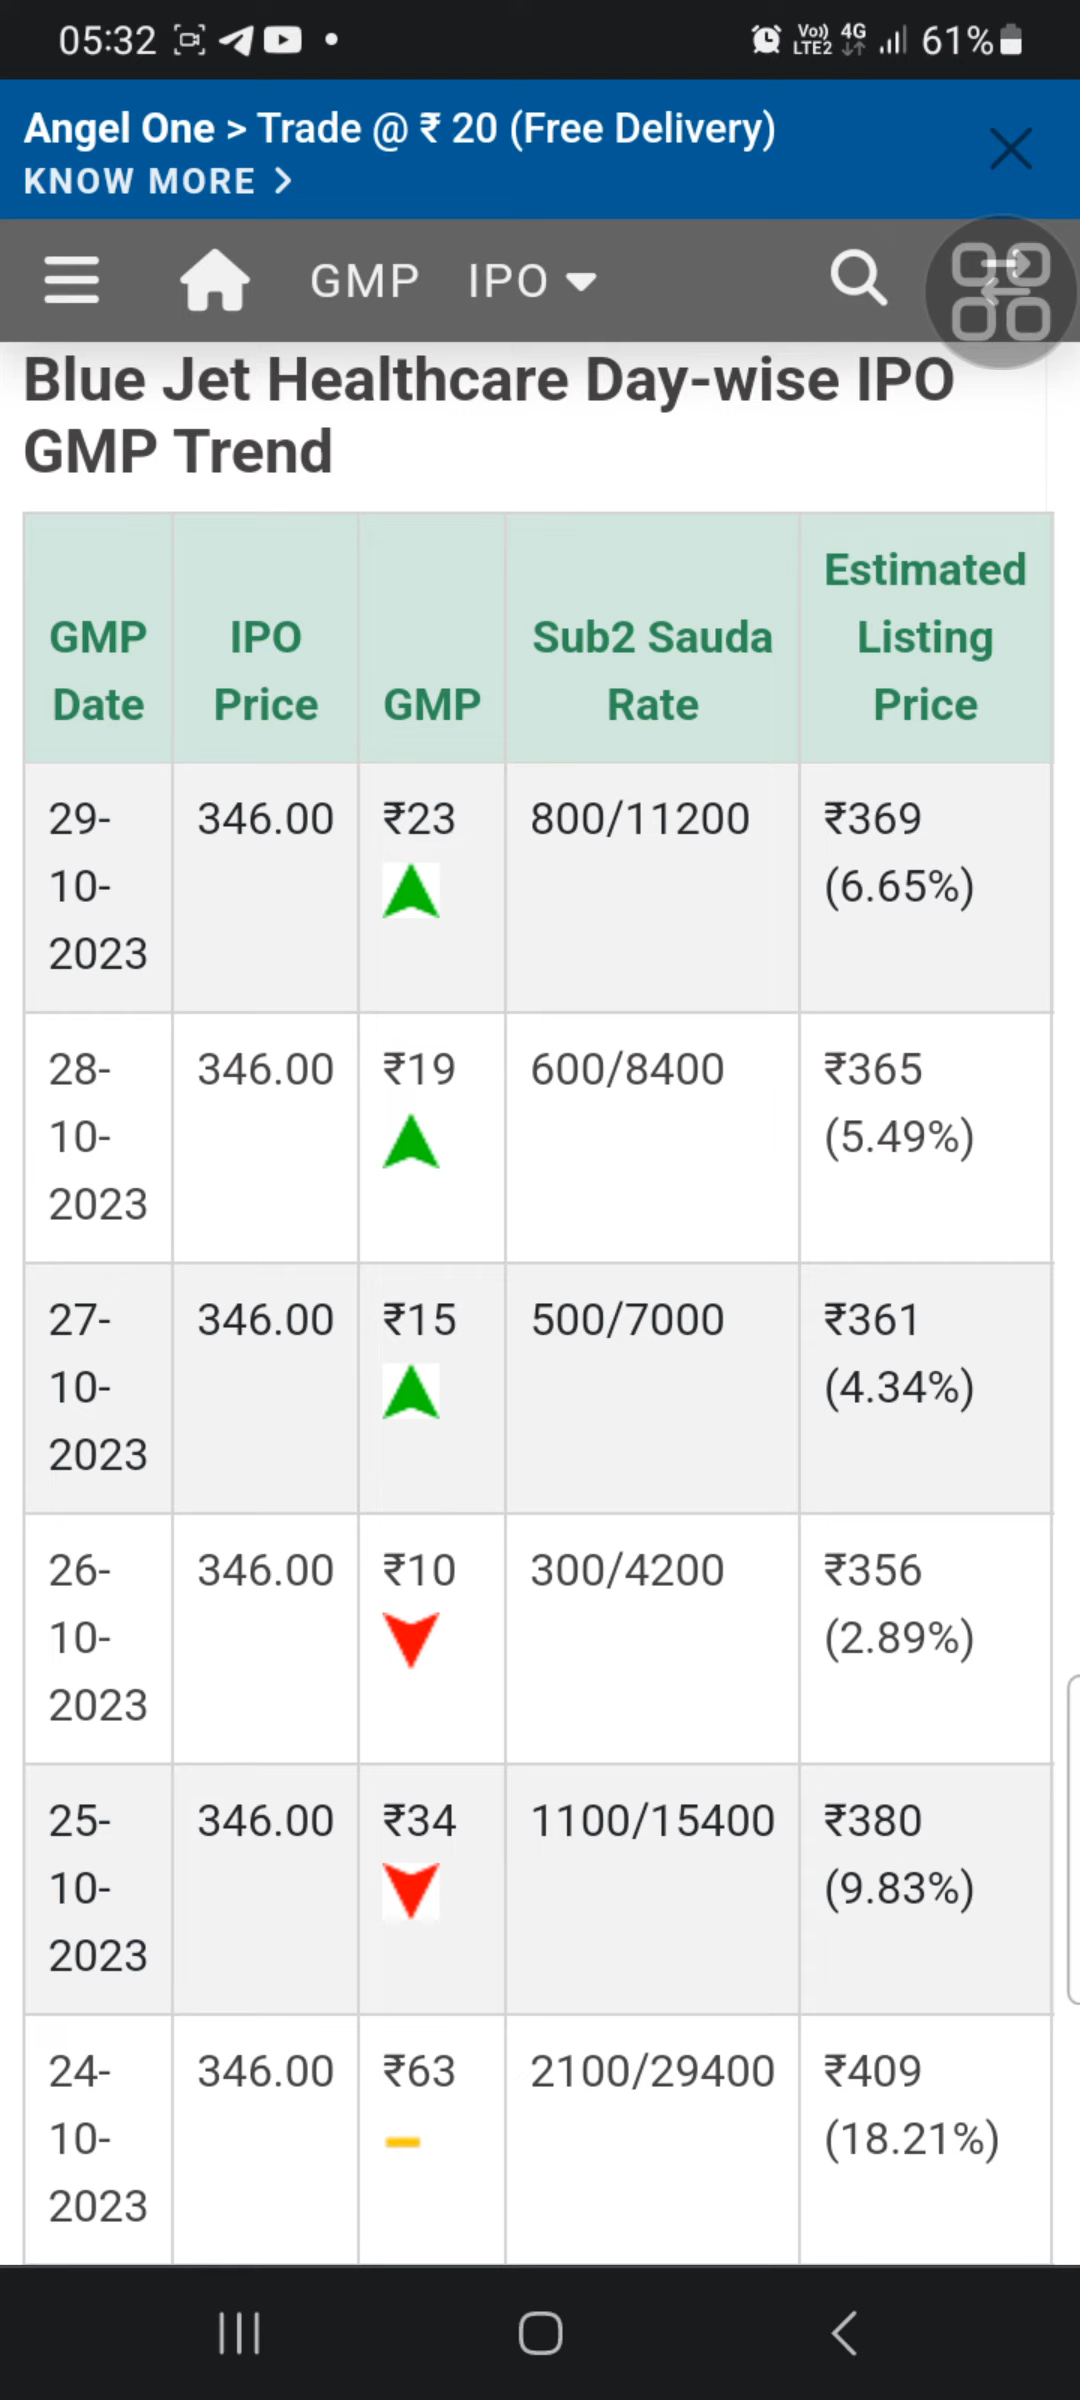 05:32
Vo)) LTE2 4G 61%
Angel One > Trade @ ₹ 20 (Free Delivery)
KNOW MORE >
GMP IPO
Blue Jet Healthcare Day-wise IPO
GMP Trend
GMP Date | IPO Price | GMP | Sub2 Sauda Rate | Estimated Listing Price
29-10-2023 | 346.00 | ₹23 | 800/11200 | ₹369 (6.65%)
28-10-2023 | 346.00 | ₹19 | 600/8400 | ₹365 (5.49%)
27-10-2023 | 346.00 | ₹15 | 500/7000 | ₹361 (4.34%)
26-10-2023 | 346.00 | ₹10 | 300/4200 | ₹356 (2.89%)
25-10-2023 | 346.00 | ₹34 | 1100/15400 | ₹380 (9.83%)
24-10-2023 | 346.00 | ₹63 | 2100/29400 | ₹409 (18.21%)